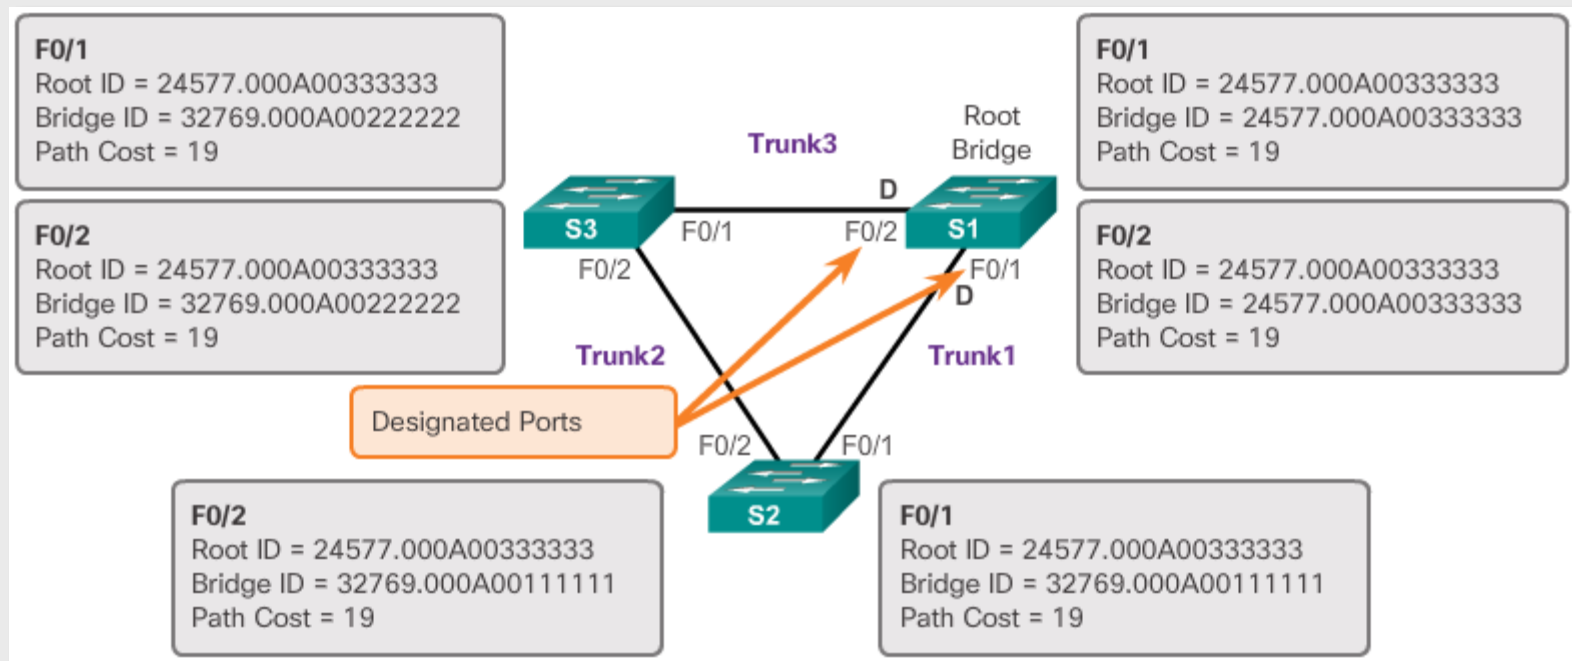 F0/1
Root ID = 24577.000A00333333
Bridge ID = 32769.000A00222222
Path Cost = 19
F0/2
Root ID = 24577.000A00333333
Bridge ID = 32769.000A00222222
Path Cost = 19
F0/1
Root ID = 24577.000A00333333
Bridge ID = 24577.000A00333333
Path Cost = 19
F0/2
Root ID = 24577.000A00333333
Bridge ID = 24577.000A00333333
Path Cost = 19
Root
Bridge
Trunk3
D
S3
F0/1
F0/2
S1
F0/2
F0/1
D
Trunk2
Trunk1
Designated Ports
F0/2
F0/1
S2
F0/2
Root ID = 24577.000A00333333
Bridge ID = 32769.000A00111111
Path Cost = 19
F0/1
Root ID = 24577.000A00333333
Bridge ID = 32769.000A00111111
Path Cost = 19